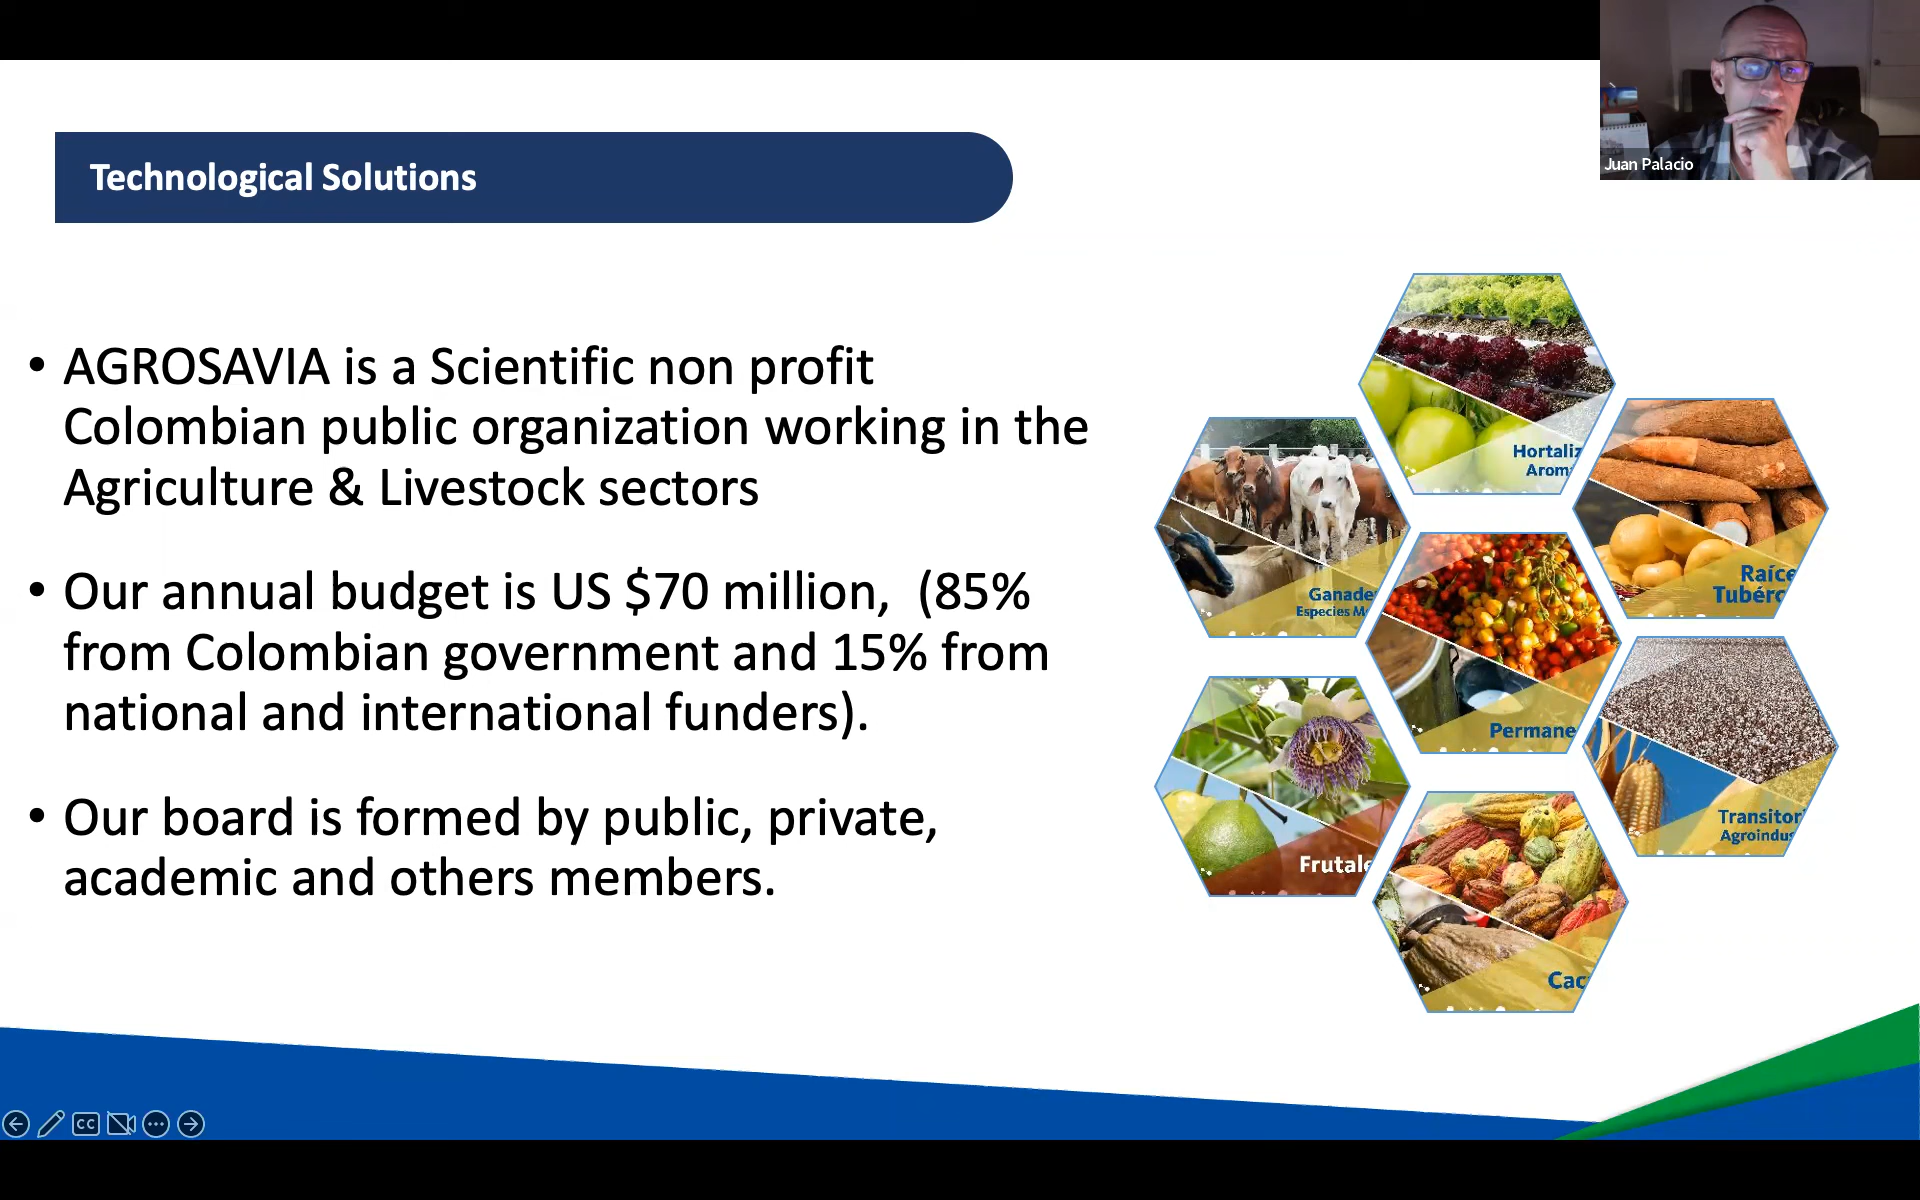 Juan Palacio
Technological Solutions
• AGROSAVIA is a Scientific non profit
Colombian public organization working in the
Agriculture & Livestock sectors
• Our annual budget is US $70 million, (85%
from Colombian government and 15% from
national and international funders).
• Our board is formed by public, private,
academic and others members.
Hortaliz
Arom
Raíce
Tubérc
Ganade
Especies M
Permane
Transitor
Agroindus
Frutale
Cac
CC